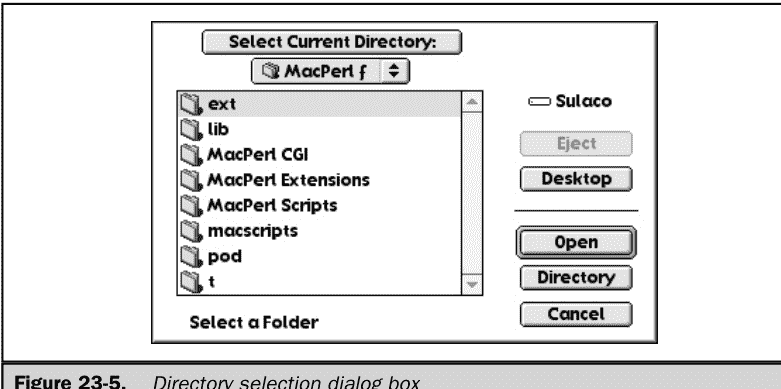 Select Current Directory:
MacPerl ƒ
ext
lib
MacPerl CGI
MacPerl Extensions
MacPerl Scripts
macscripts
pod
t
Select a Folder
Sulaco
Eject
Desktop
Open
Directory
Cancel
Figure 23-5. Directory selection dialog box